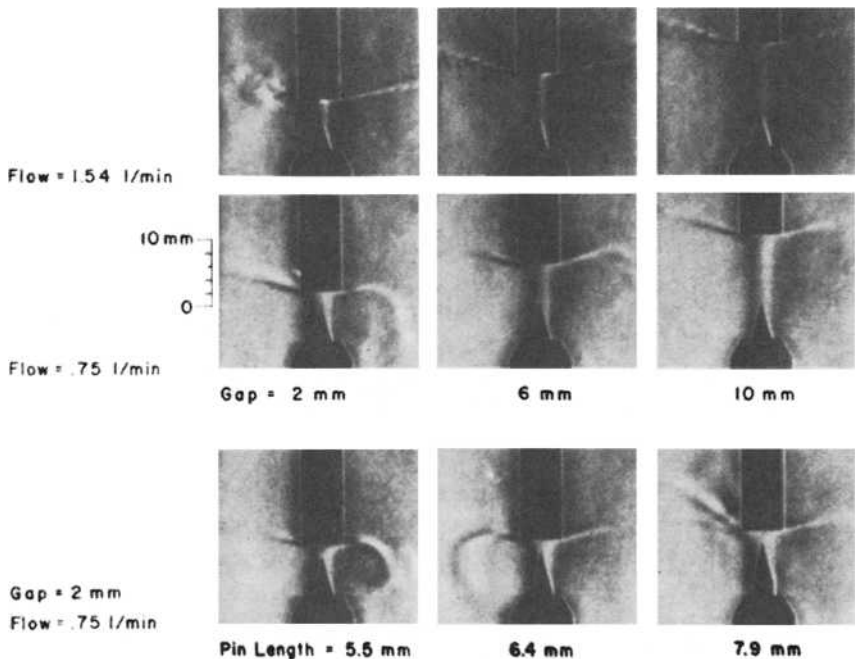 Flow = 1.54 l/min
10 mm
0
Flow = .75 l/min
Gap = 2 mm 6 mm 10 mm
Gap = 2 mm
Flow = .75 l/min
Pin Length = 5.5 mm 6.4 mm 7.9 mm